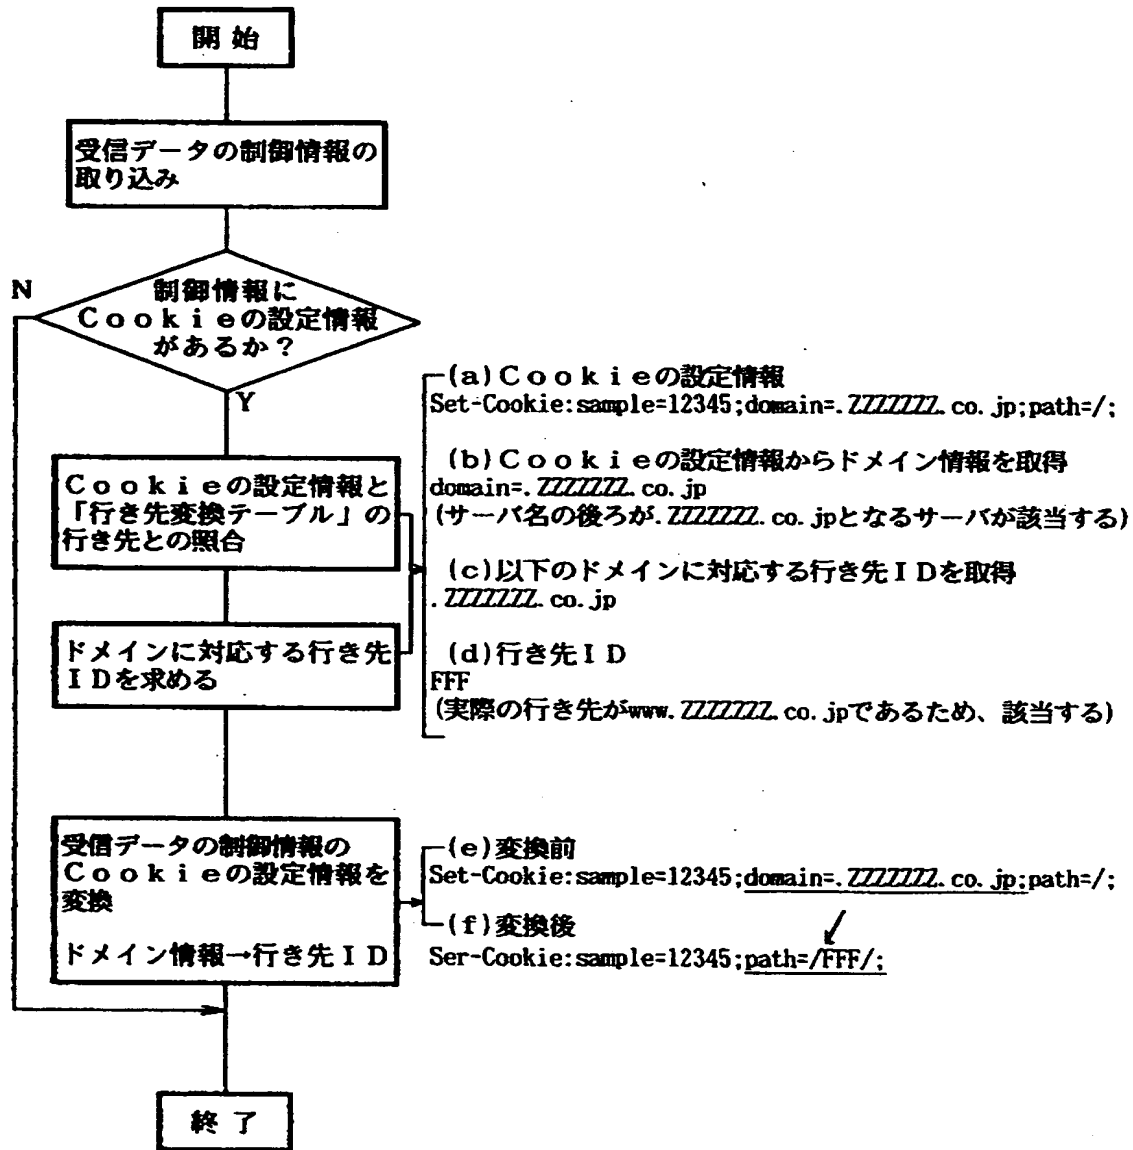 開始
受信データの制御情報の
取り込み
制御情報に
Cookieの設定情報
があるか？
N
Y
Cookieの設定情報と
「行き先変換テーブル」の
行き先との照合
ドメインに対応する行き先
IDを求める
(a)Cookieの設定情報
Set-Cookie:sample=12345;domain=.ZZZZZZZ.co.jp;path=/;
(b)Cookieの設定情報からドメイン情報を取得
domain=.ZZZZZZZ.co.jp
(サーバ名の後ろが.ZZZZZZZ.co.jpとなるサーバが該当する)
(c)以下のドメインに対応する行き先IDを取得
.ZZZZZZZ.co.jp
(d)行き先ID
FFF
(実際の行き先がwww.ZZZZZZZ.co.jpであるため、該当する)
受信データの制御情報の
Cookieの設定情報を
変換
ドメイン情報→行き先ID
(e)変換前
Set-Cookie:sample=12345;domain=.ZZZZZZZ.co.jp;path=/;
(f)変換後
Ser-Cookie:sample=12345;path=/FFF/;
終了